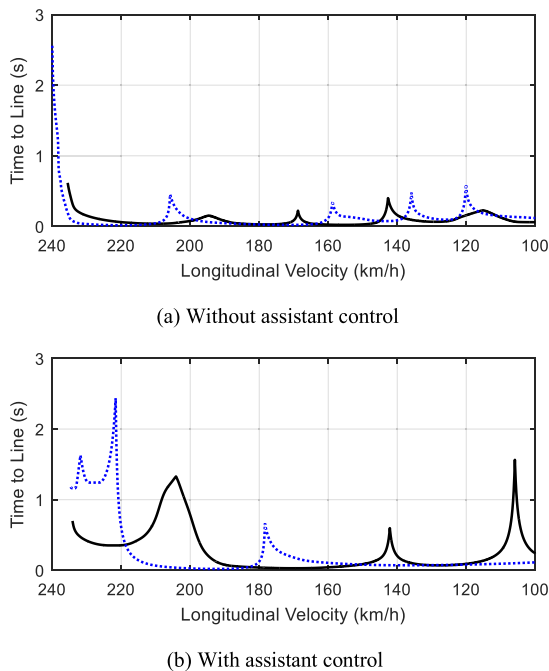 3
2
1
0
Time to Line (s)
240 220 200 180 160 140 120 100
Longitudinal Velocity (km/h)
(a) Without assistant control
3
2
1
0
Time to Line (s)
240 220 200 180 160 140 120 100
Longitudinal Velocity (km/h)
(b) With assistant control